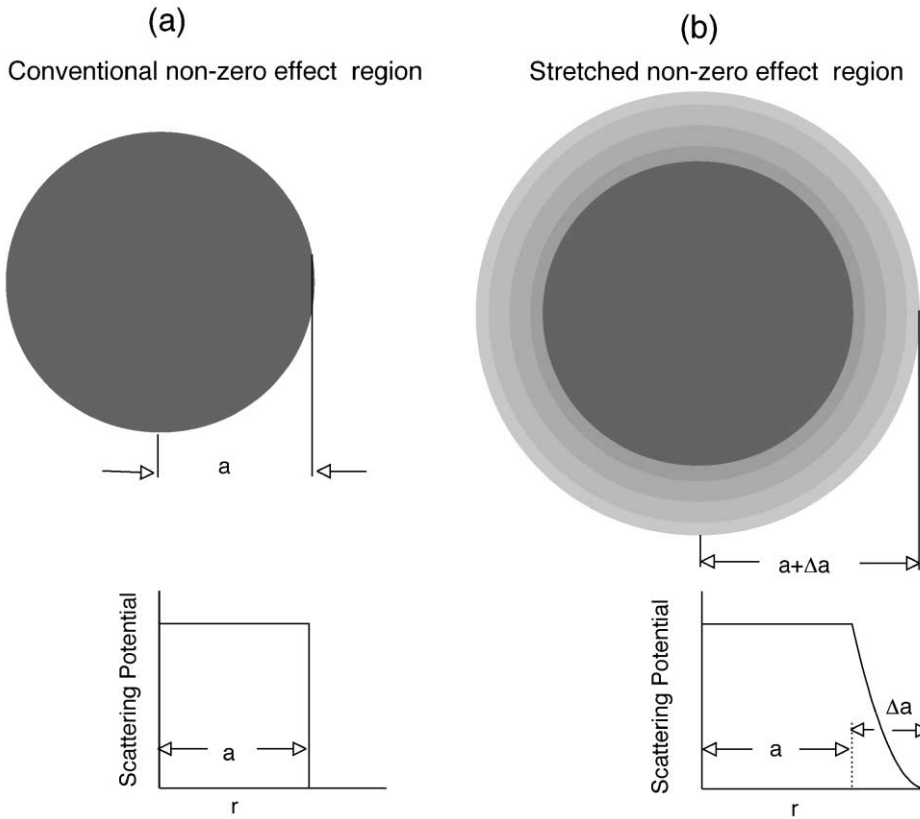 (a)
Conventional non-zero effect region
a
Scattering Potential
a
r
(b)
Stretched non-zero effect region
a+Δa
Scattering Potential
Δa
a
r